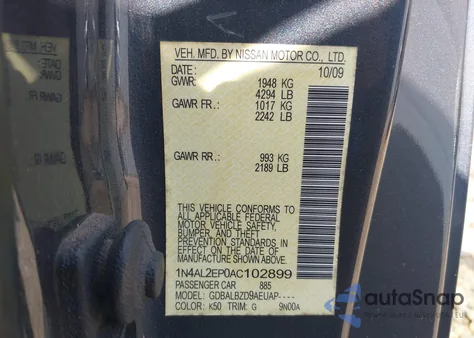 VEH. MFD. BY NISSAN MOTOR CO., LTD.
DATE: 10/09
GVWR: 1948 KG
4294 LB
GAWR FR.: 1017 KG
2242 LB
GAWR RR.: 993 KG
2189 LB
THIS VEHICLE CONFORMS TO ALL APPLICABLE FEDERAL MOTOR VEHICLE SAFETY, BUMPER, AND THEFT PREVENTION STANDARDS IN EFFECT ON THE DATE OF MANUFACTURE SHOWN ABOVE.
1N4AL2EP0AC102899
PASSENGER CAR 885
MODEL: GDBALBZD9AEUAP----
COLOR: K50 TRIM: G 9N00A
autoSnap